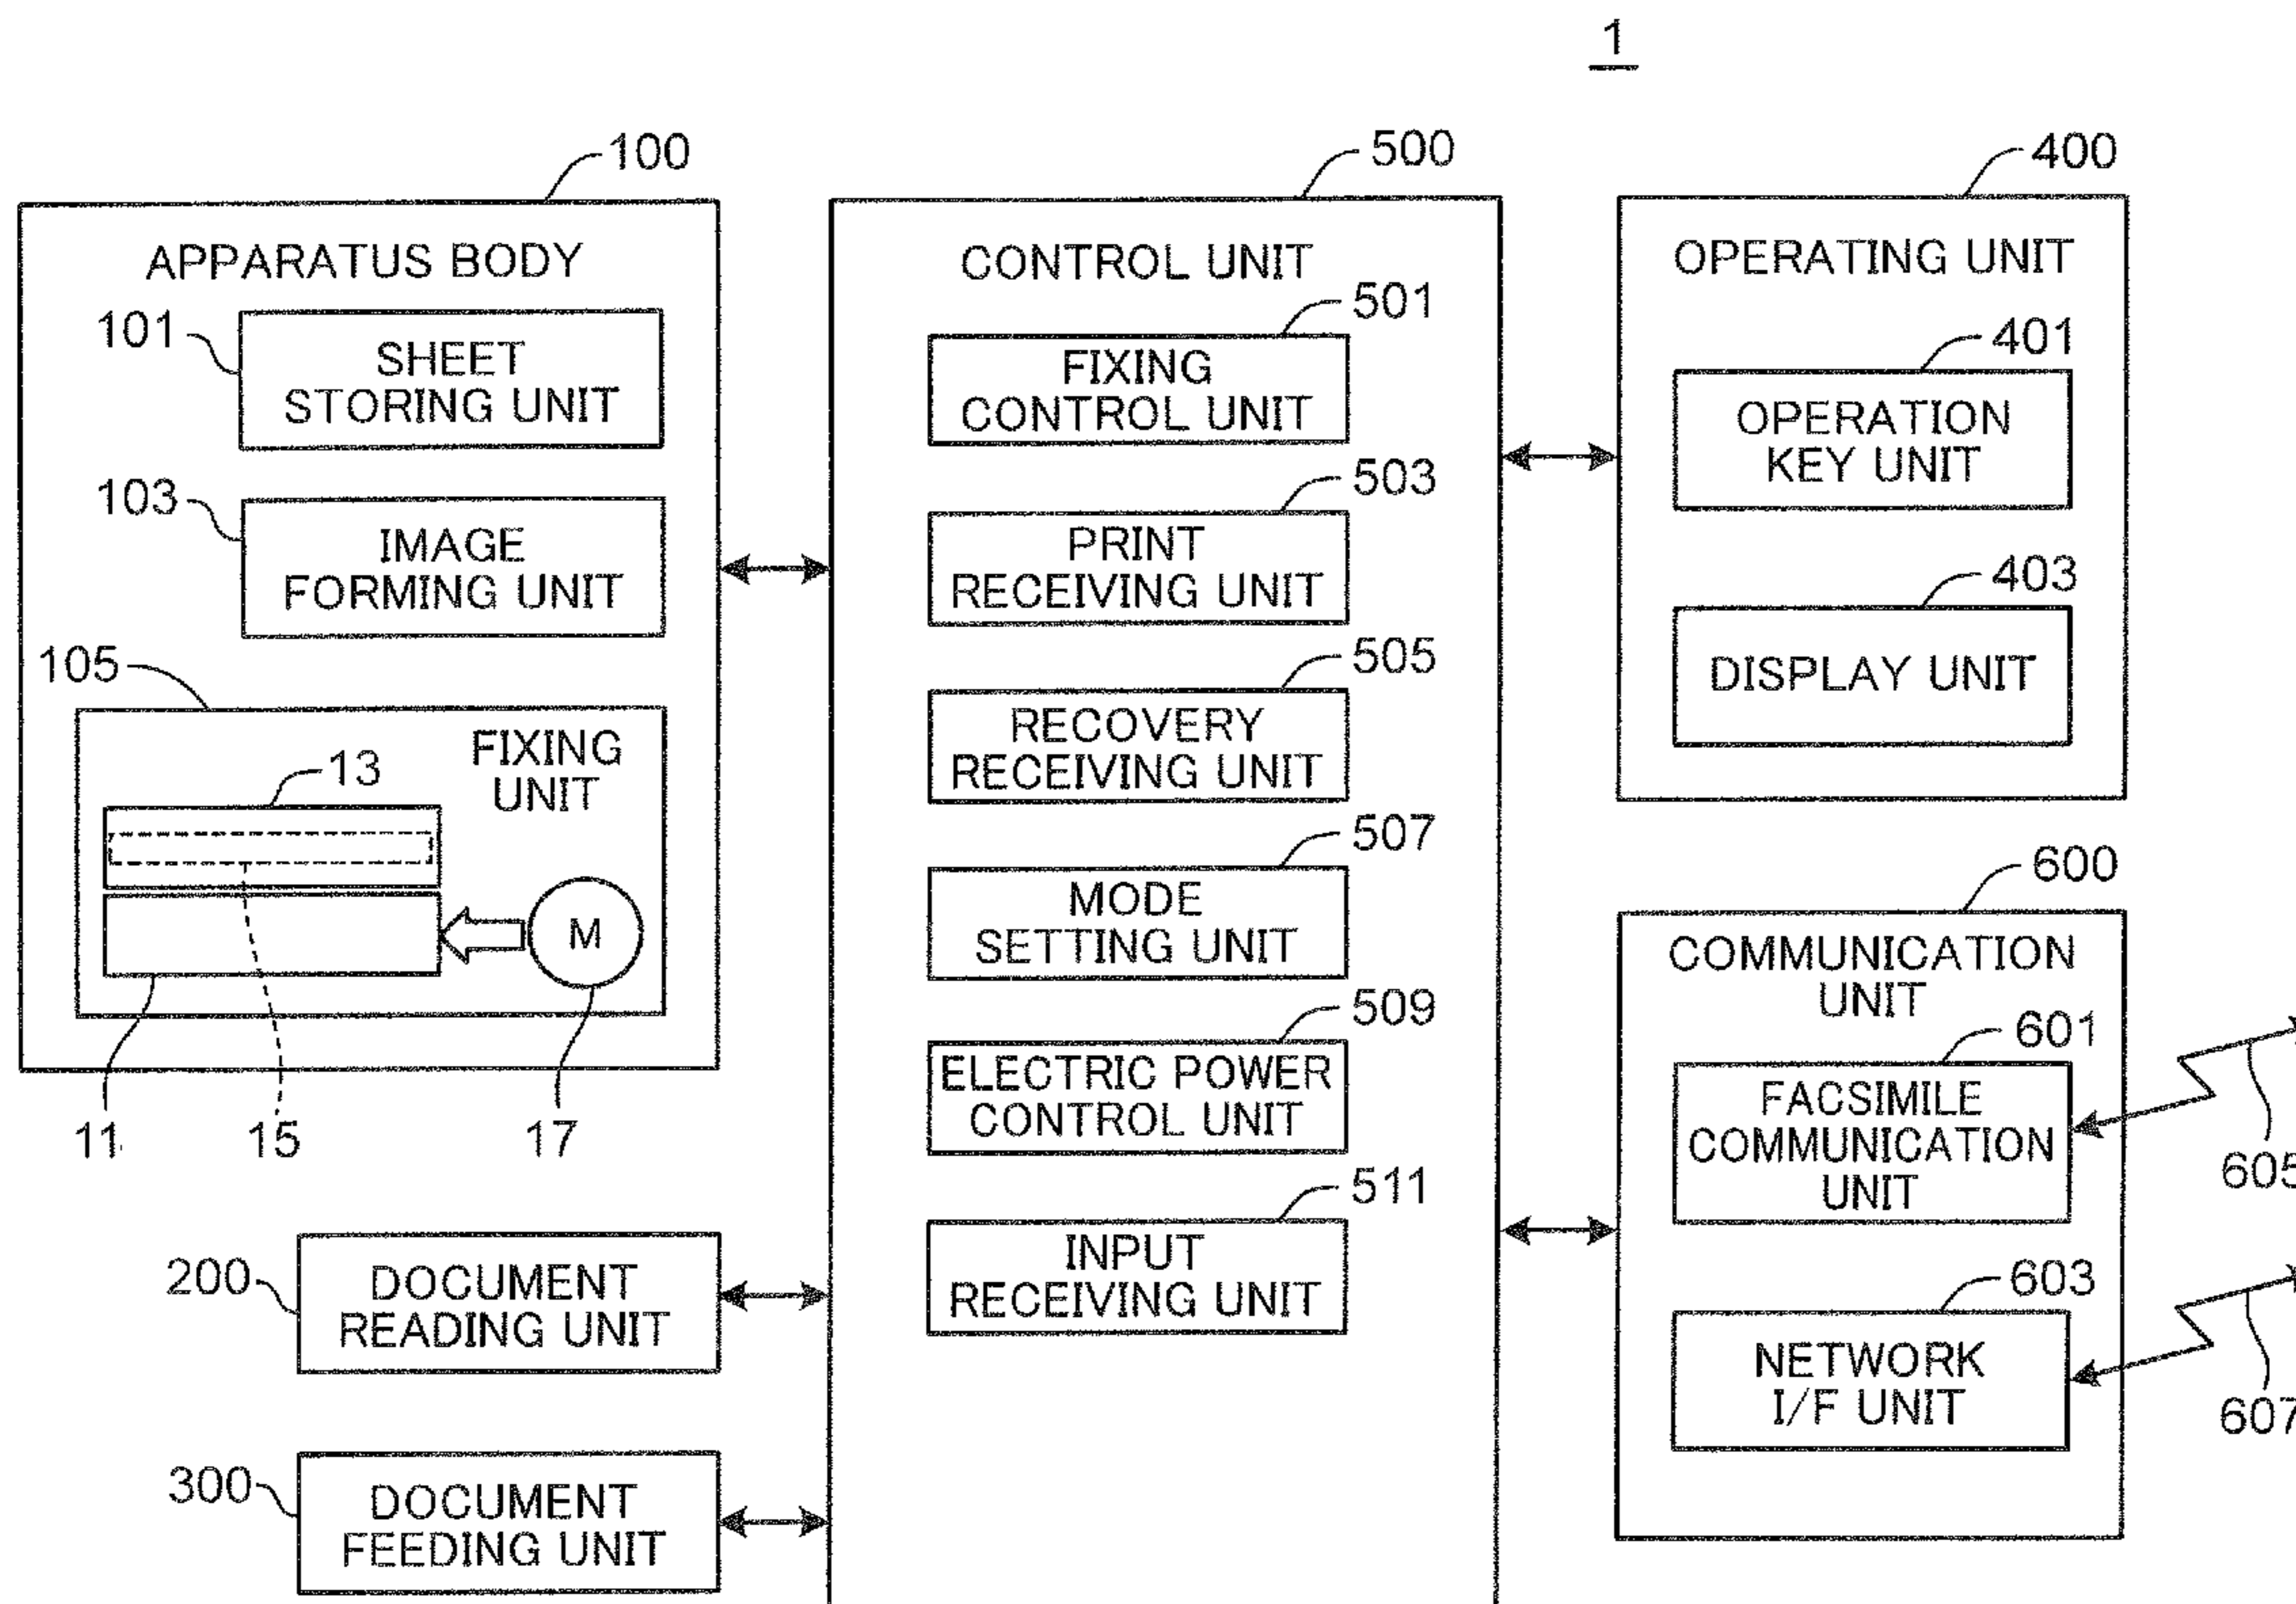 1
100
APPARATUS BODY
101
SHEET
STORING UNIT
103
IMAGE
FORMING UNIT
105
FIXING
UNIT
13
M
11
15
17
200
DOCUMENT
READING UNIT
300
DOCUMENT
FEEDING UNIT
500
CONTROL UNIT
501
FIXING
CONTROL UNIT
503
PRINT
RECEIVING UNIT
505
RECOVERY
RECEIVING UNIT
507
MODE
SETTING UNIT
509
ELECTRIC POWER
CONTROL UNIT
511
INPUT
RECEIVING UNIT
400
OPERATING UNIT
401
OPERATION
KEY UNIT
403
DISPLAY UNIT
600
COMMUNICATION
UNIT
601
FACSIMILE
COMMUNICATION
UNIT
605
603
NETWORK
I/F UNIT
607